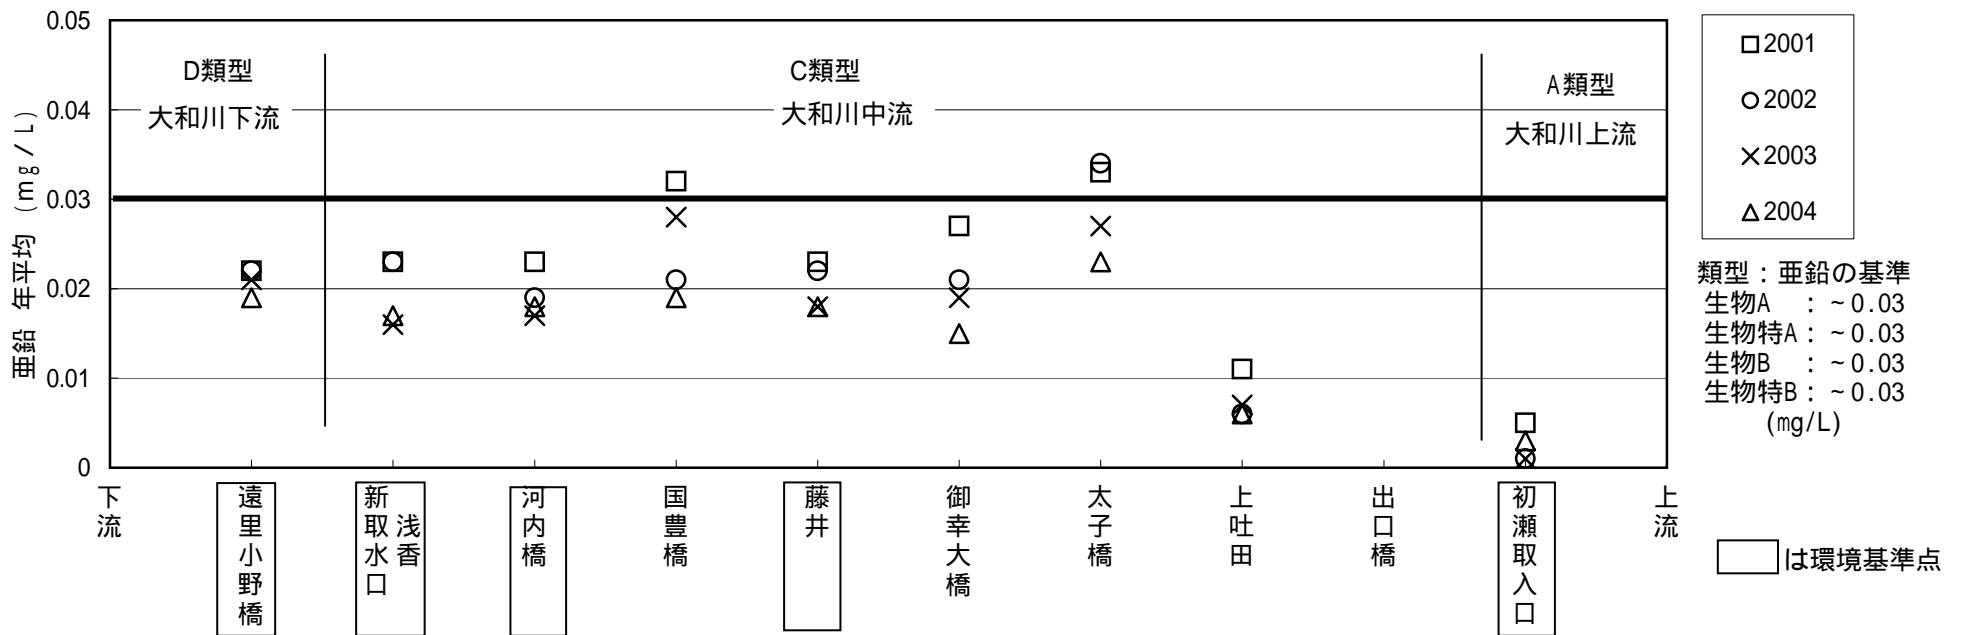 0.05
0.04
0.03
0.02
0.01
0
亜鉛 年平均 (mg/L)
D類型
大和川下流
C類型
大和川中流
A類型
大和川上流
2001
2002
2003
2004
類型：亜鉛の基準
生物A ：~0.03
生物特A：~0.03
生物B ：~0.03
生物特B：~0.03
(mg/L)
下流
遠里小野橋
浅香
新取水口
河内橋
国豊橋
藤井
御幸大橋
太子橋
上吐田
出口橋
初瀬取入口
上流
は環境基準点